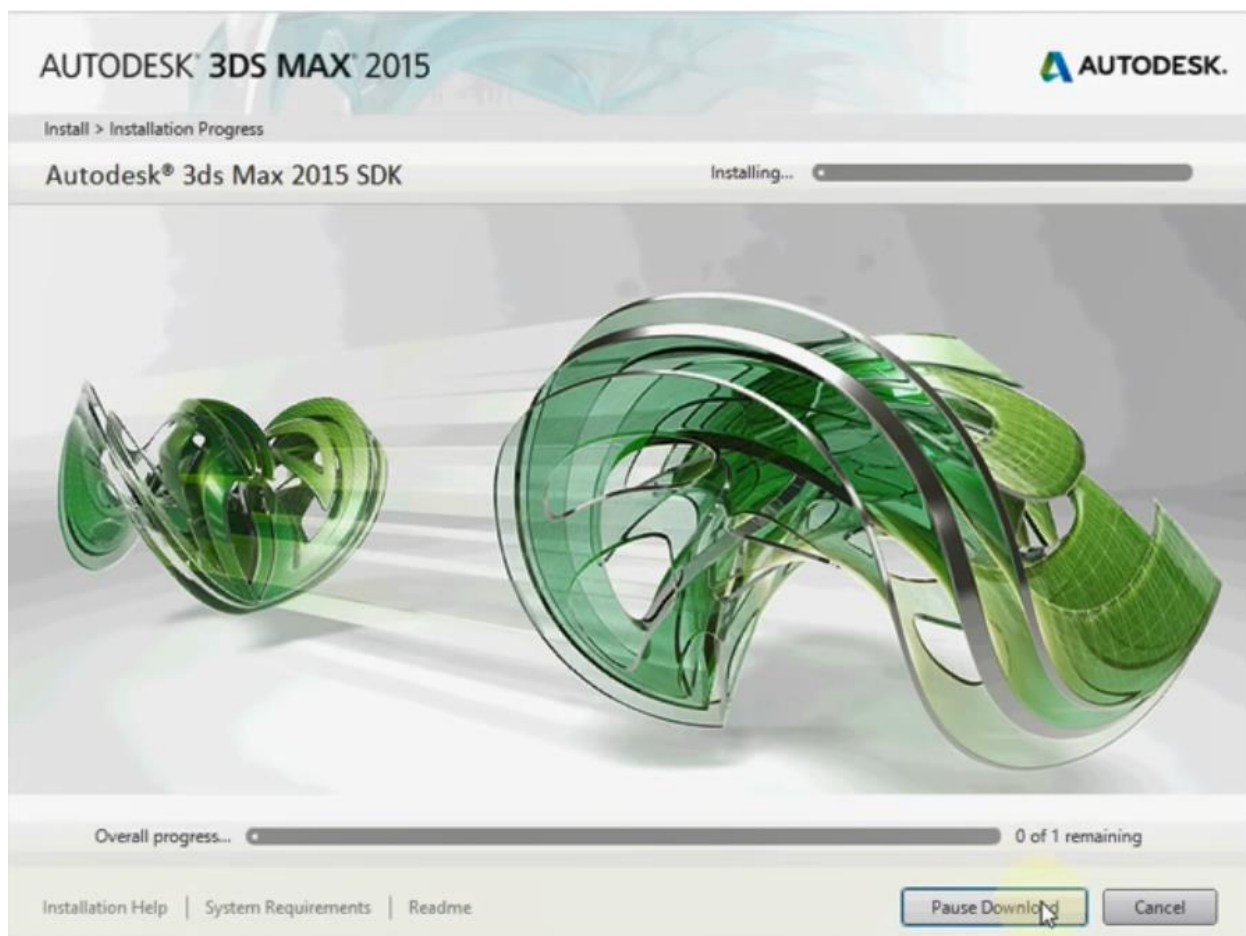 AUTODESK® 3DS MAX® 2015
AUTODESK.
Install > Installation Progress
Autodesk® 3ds Max 2015 SDK
Installing...
Overall progress...
0 of 1 remaining
Installation Help | System Requirements | Readme
Pause Download
Cancel